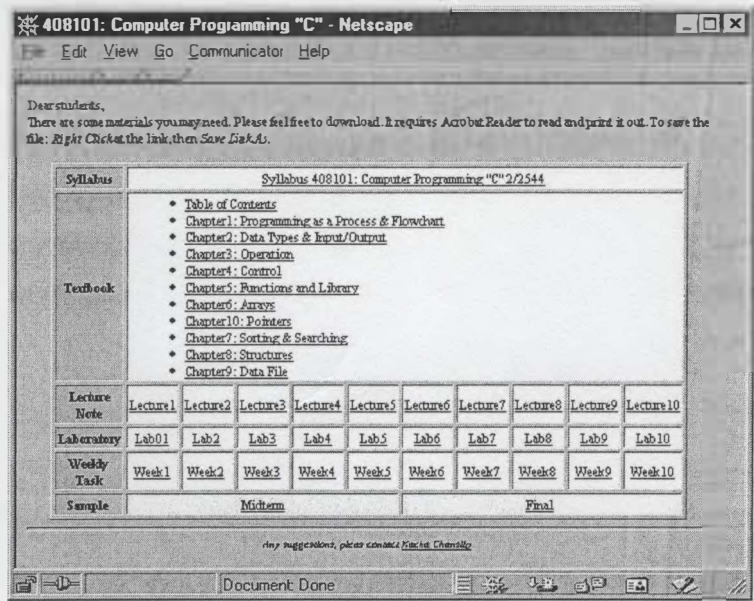 408101: Computer Programming "C" - Netscape
File Edit View Go Communicator Help
Dear students,
There are some materials you may need. Please feel free to download. It requires Acrobat Reader to read and print it out. To save the
file: Right Click at the link, then Save Link As.
Syllabus Syllabus 408101: Computer Programming "C" 2/2544
Textbook
• Table of Contents
• Chapter1: Programming as a Process & Flowchart
• Chapter2: Data Types & Input/Output
• Chapter3: Operation
• Chapter4: Control
• Chapter5: Functions and Library
• Chapter6: Arrays
• Chapter10: Pointers
• Chapter7: Sorting & Searching
• Chapter8: Structures
• Chapter9: Data File
Lecture Note Lecture1 Lecture2 Lecture3 Lecture4 Lecture5 Lecture6 Lecture7 Lecture8 Lecture9 Lecture10
Laboratory Lab01 Lab2 Lab3 Lab4 Lab5 Lab6 Lab7 Lab8 Lab9 Lab10
Weekly Task Week1 Week2 Week3 Week4 Week5 Week6 Week7 Week8 Week9 Week10
Sample Midterm Final
Any suggestions, pleas contact
Document: Done